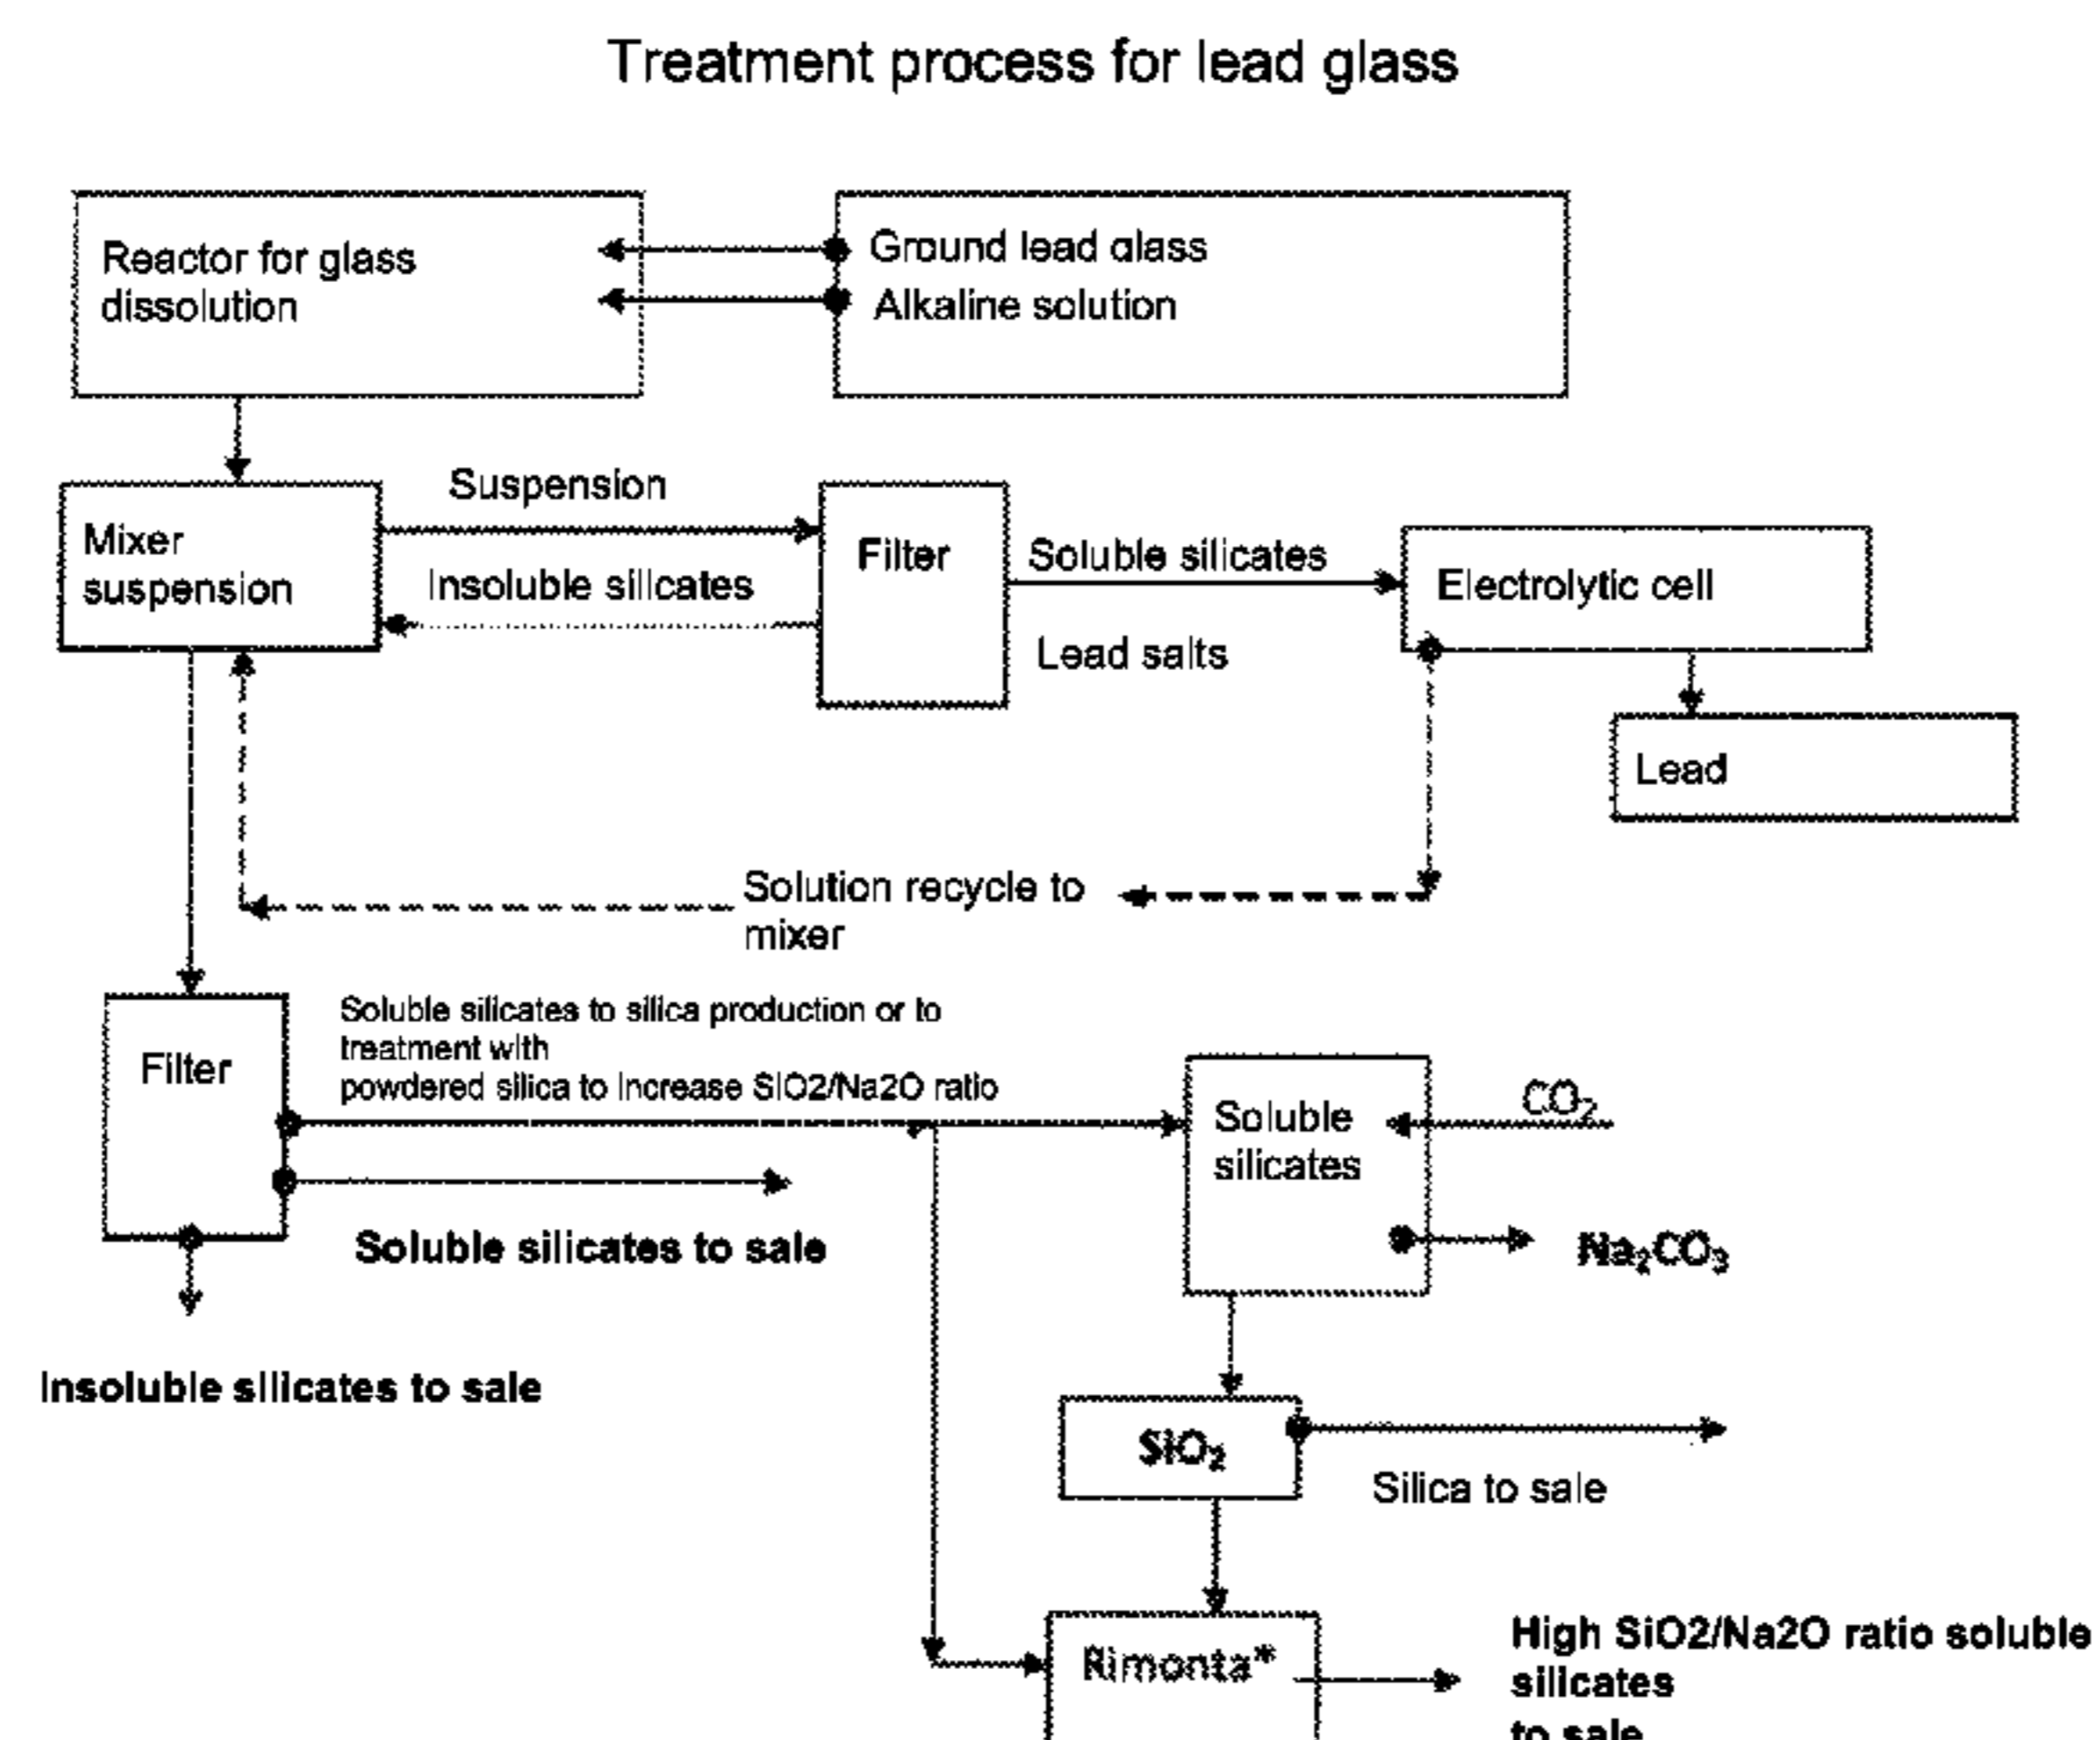 Treatment process for lead glass
Reactor for glass
dissolution
Ground lead glass
Alkaline solution
Mixer
suspension
Suspension
Insoluble silicates
Filter
Soluble silicates
Lead salts
Electrolytic cell
Lead
Solution recycle to
mixer
Filter
Soluble silicates to silica production or to
treatment with
powdered silica to increase SiO2/Na2O ratio
Soluble silicates to sale
Insoluble silicates to sale
Soluble
silicates
CO₂
Na₂CO₃
SiO₂
Silica to sale
Rimonta*
High SiO2/Na2O ratio soluble
silicates
to sale